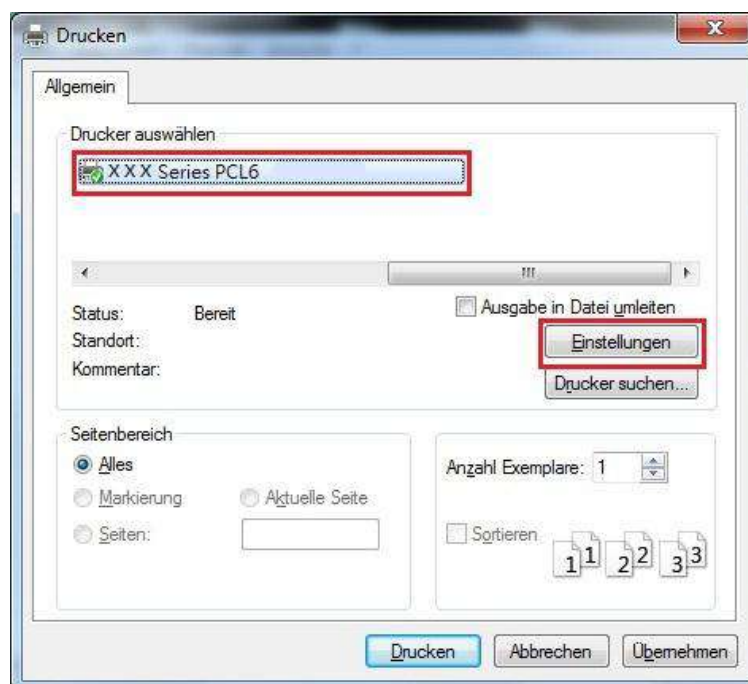 Drucken
Allgemein
Drucker auswählen
X X X Series PCL6
Status: Bereit
Ausgabe in Datei umleiten
Standort:
Einstellungen
Kommentar:
Drucker suchen...
Seitenbereich
Alles
Markierung
Aktuelle Seite
Seiten:
Anzahl Exemplare: 1
Sortieren
1 1 2 2 3 3
Drucken
Abbrechen
Übernehmen